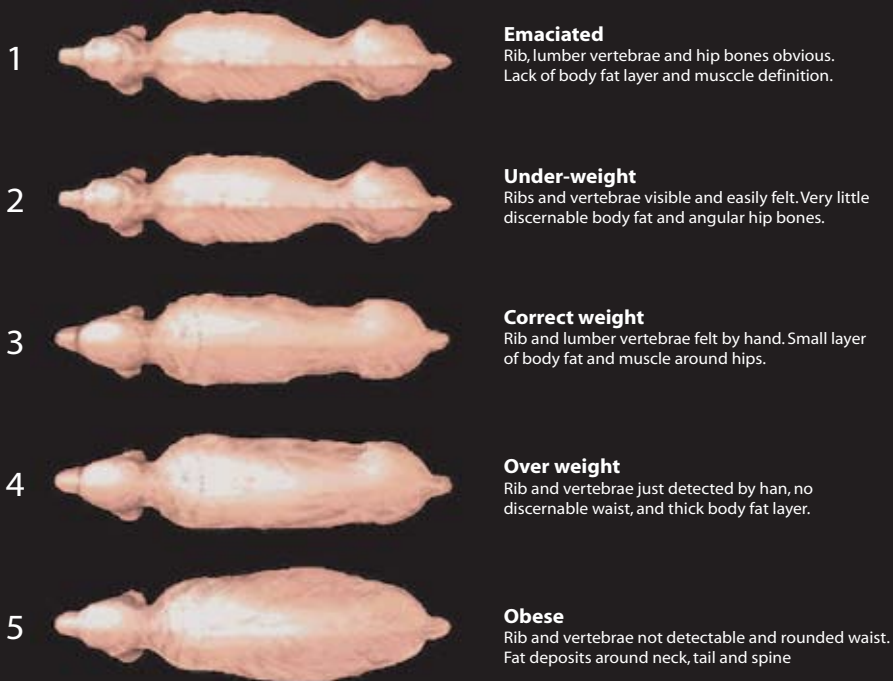 1
Emaciated
Rib, lumber vertebrae and hip bones obvious.
Lack of body fat layer and musccle definition.
2
Under-weight
Ribs and vertebrae visible and easily felt. Very little
discernable body fat and angular hip bones.
3
Correct weight
Rib and lumber vertebrae felt by hand. Small layer
of body fat and muscle around hips.
4
Over weight
Rib and vertebrae just detected by han, no
discernable waist, and thick body fat layer.
5
Obese
Rib and vertebrae not detectable and rounded waist.
Fat deposits around neck, tail and spine